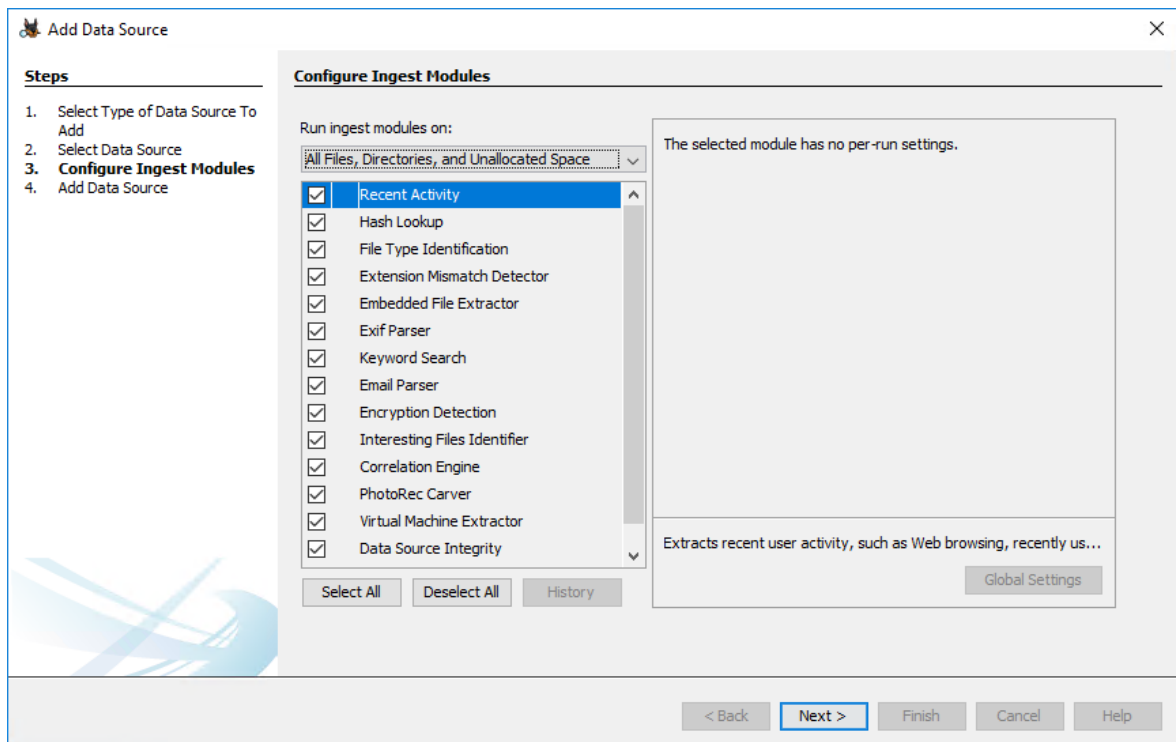 Add Data Source
Steps
1. Select Type of Data Source To
Add
2. Select Data Source
3. Configure Ingest Modules
4. Add Data Source
Configure Ingest Modules
Run ingest modules on:
All Files, Directories, and Unallocated Space
Recent Activity
Hash Lookup
File Type Identification
Extension Mismatch Detector
Embedded File Extractor
Exif Parser
Keyword Search
Email Parser
Encryption Detection
Interesting Files Identifier
Correlation Engine
PhotoRec Carver
Virtual Machine Extractor
Data Source Integrity
Select All
Deselect All
History
The selected module has no per-run settings.
Extracts recent user activity, such as Web browsing, recently us...
Global Settings
< Back
Next >
Finish
Cancel
Help